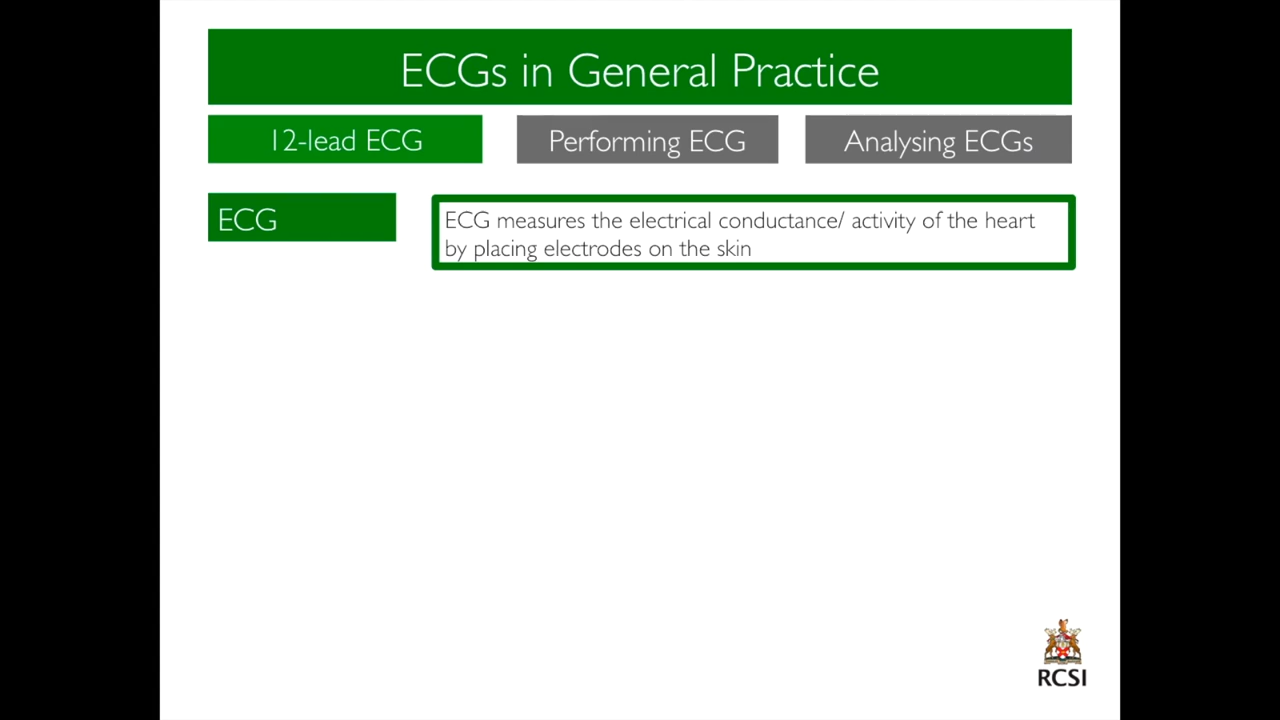 ECGs in General Practice
12-lead ECG
Performing ECG
Analysing ECGs
ECG
ECG measures the electrical conductance/ activity of the heart
by placing electrodes on the skin
RCSI